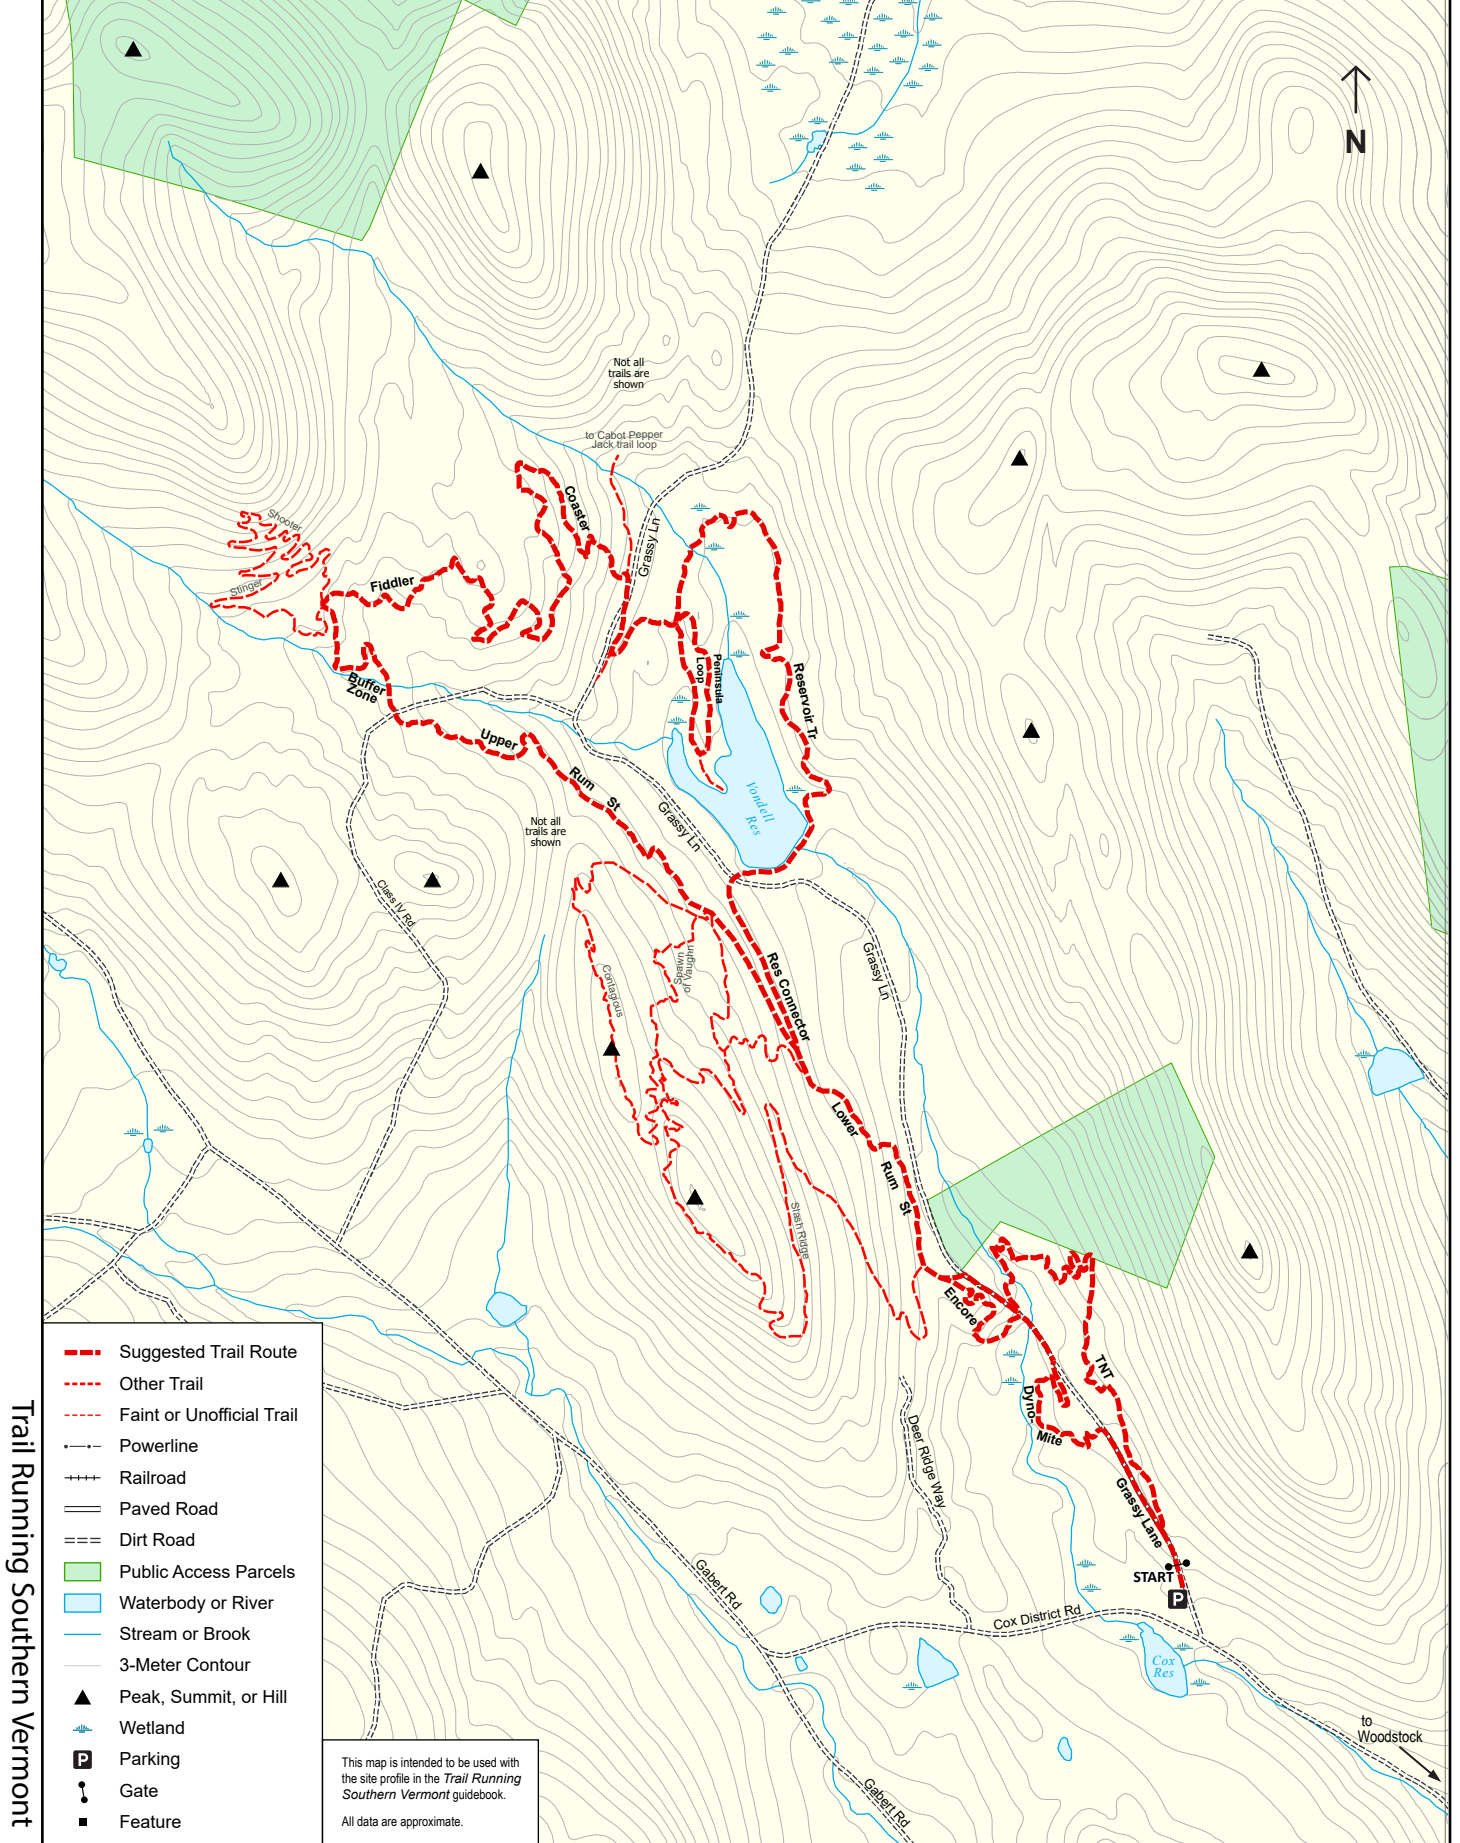 N
Not all
trails are
shown
to Cabot Pepper
Jack trail loop
Coaster
Shooter
Grassy Ln
Stinger
Fiddler
Loop
Peninsula
Reservoir Tr
Buffer
Zone
Upper
Rum
St
Vondell
Res
Grassy Ln
Not all
trails are
shown
Class IV Rd
Grassy Ln
Spawn
of Vaughn
Contagious
Res Connector
Lower
Rum
St
Slash Ridge
Encore
TNT
Dyno-
Mite
Deer Ridge Way
Grassy Lane
START
P
Gabert Rd
Cox District Rd
Cox
Res
to
Woodstock
Gabert Rd
Suggested Trail Route
Other Trail
Faint or Unofficial Trail
Powerline
Railroad
Paved Road
Dirt Road
Public Access Parcels
Waterbody or River
Stream or Brook
3-Meter Contour
Peak, Summit, or Hill
Wetland
P Parking
Gate
Feature
This map is intended to be used with
the site profile in the Trail Running
Southern Vermont guidebook.
All data are approximate.
Trail Running Southern Vermont